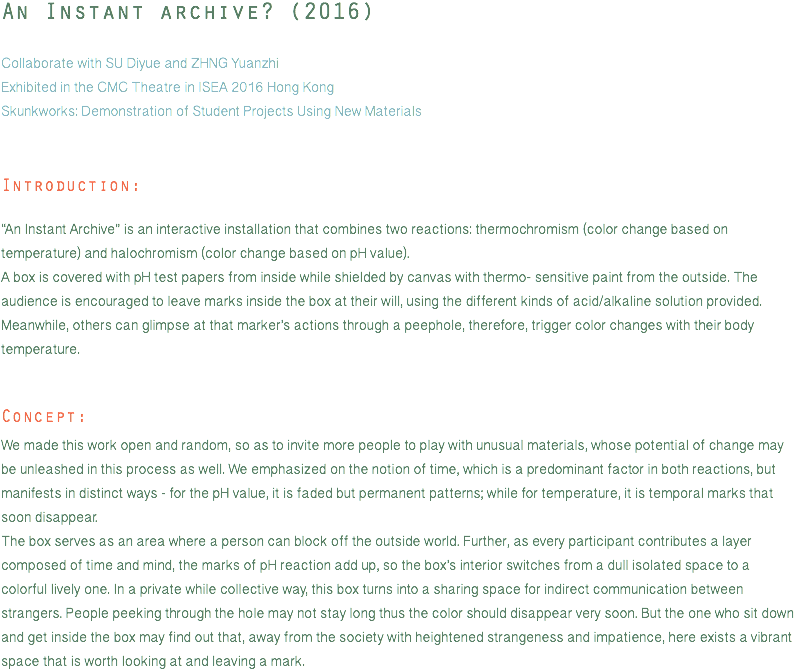 An Instant archive? (2016)
Collaborate with SU Diyue and ZHNG Yuanzhi
Exhibited in the CMC Theatre in ISEA 2016 Hong Kong
Skunkworks: Demonstration of Student Projects Using New Materials
Introduction:
"An Instant Archive" is an interactive installation that combines two reactions: thermochromism (color change based on
temperature) and halochromism (color change based on pH value).
A box is covered with pH test papers from inside while shielded by canvas with thermo- sensitive paint from the outside. The
audience is encouraged to leave marks inside the box at their will, using the different kinds of acid/alkaline solution provided.
Meanwhile, others can glimpse at that marker's actions through a peephole, therefore, trigger color changes with their body
temperature.
Concept:
We made this work open and random, so as to invite more people to play with unusual materials, whose potential of change may
be unleashed in this process as well. We emphasized on the notion of time, which is a predominant factor in both reactions, but
manifests in distinct ways - for the pH value, it is faded but permanent patterns; while for temperature, it is temporal marks that
soon disappear.
The box serves as an area where a person can block off the outside world. Further, as every participant contributes a layer
composed of time and mind, the marks of pH reaction add up, so the box's interior switches from a dull isolated space to a
colorful lively one. In a private while collective way, this box turns into a sharing space for indirect communication between
strangers. People peeking through the hole may not stay long thus the color should disappear very soon. But the one who sit down
and get inside the box may find out that, away from the society with heightened strangeness and impatience, here exists a vibrant
space that is worth looking at and leaving a mark.